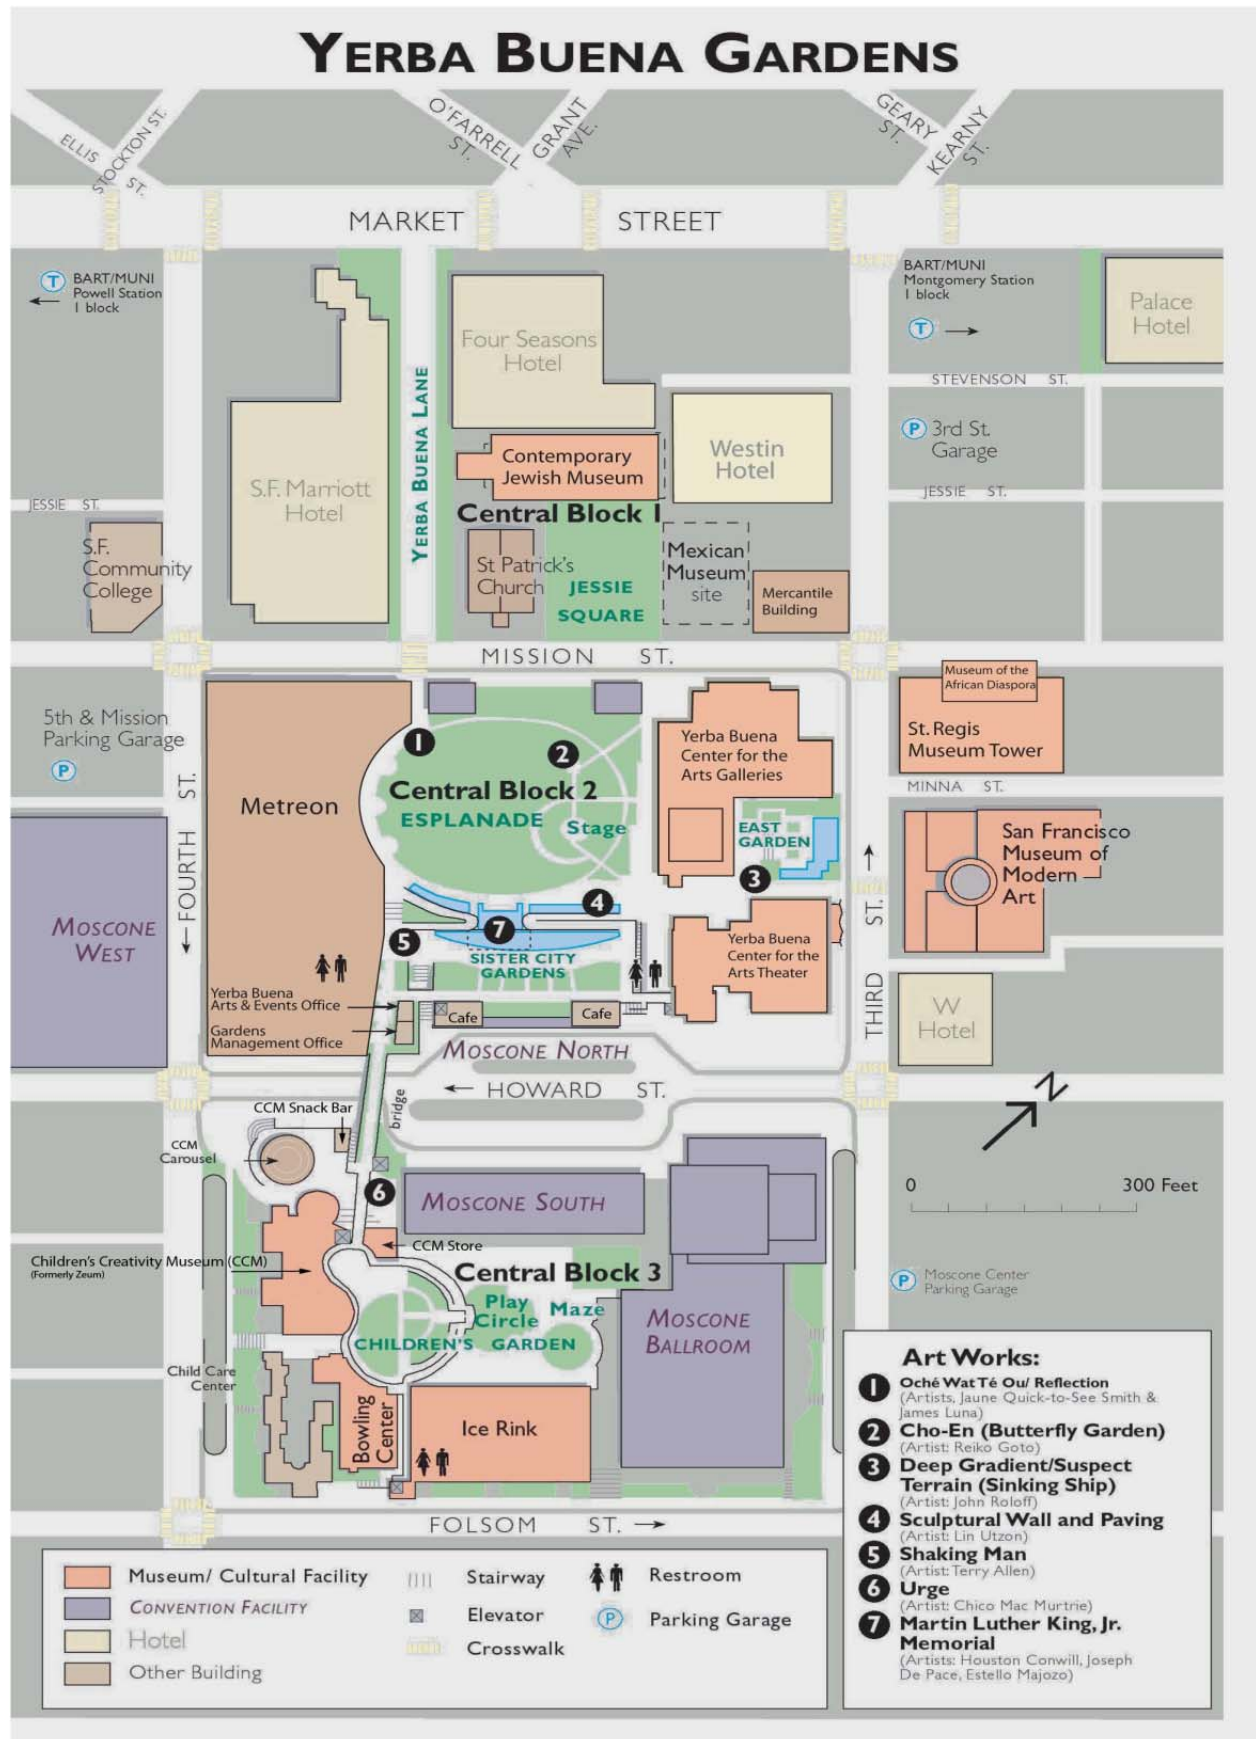 YERBA BUENA GARDENS
ELLIS
ST.
STOCKTON ST.
O'FARRELL
ST.
GRANT
AVE.
GEARY
ST.
KEARNY
ST.
MARKET STREET
T
BART/MUNI
Powell Station
1 block
BART/MUNI
Montgomery Station
1 block
T
Palace
Hotel
Four Seasons
Hotel
STEVENSON ST.
YERBA BUENA LANE
P
3rd St.
Garage
Contemporary
Jewish Museum
Westin
Hotel
S.F. Marriott
Hotel
JESSIE ST.
JESSIE ST.
Central Block 1
S.F.
Community
College
St Patrick's
Church
JESSIE
SQUARE
Mexican
Museum
site
Mercantile
Building
MISSION ST.
Museum of the
African Diaspora
5th & Mission
Parking Garage
P
1
2
Yerba Buena
Center for the
Arts Galleries
St. Regis
Museum Tower
MINNA ST.
Metreon
Central Block 2
ESPLANADE
Stage
EAST
GARDEN
San Francisco
Museum of
Modern
Art
FOURTH ST.
THIRD ST.
3
4
MOSCONE
WEST
5
7
SISTER CITY
GARDENS
Yerba Buena
Center for the
Arts Theater
Yerba Buena
Arts & Events Office
Gardens
Management Office
Cafe
Cafe
W
Hotel
MOSCONE NORTH
HOWARD ST.
bridge
N
CCM Snack Bar
CCM
Carousel
6
MOSCONE SOUTH
0 300 Feet
CCM Store
Children's Creativity Museum (CCM)
(Formerly Zeum)
Central Block 3
P
Moscone Center
Parking Garage
Play
Circle
Maze
CHILDREN'S GARDEN
MOSCONE
BALLROOM
Child Care
Center
Bowling
Center
Ice Rink
FOLSOM ST.
Art Works:
1 Oché Wat Té Ou/ Reflection
(Artists, Jaune Quick-to-See Smith &
James Luna)
2 Cho-En (Butterfly Garden)
(Artist: Reiko Goto)
3 Deep Gradient/Suspect
Terrain (Sinking Ship)
(Artist: John Roloff)
4 Sculptural Wall and Paving
(Artist: Lin Utzon)
5 Shaking Man
(Artist: Terry Allen)
6 Urge
(Artist: Chico Mac Murtrie)
7 Martin Luther King, Jr.
Memorial
(Artists: Houston Conwill, Joseph
De Pace, Estello Majozo)
Museum/ Cultural Facility
CONVENTION FACILITY
Hotel
Other Building
Stairway
Elevator
Crosswalk
Restroom
P Parking Garage